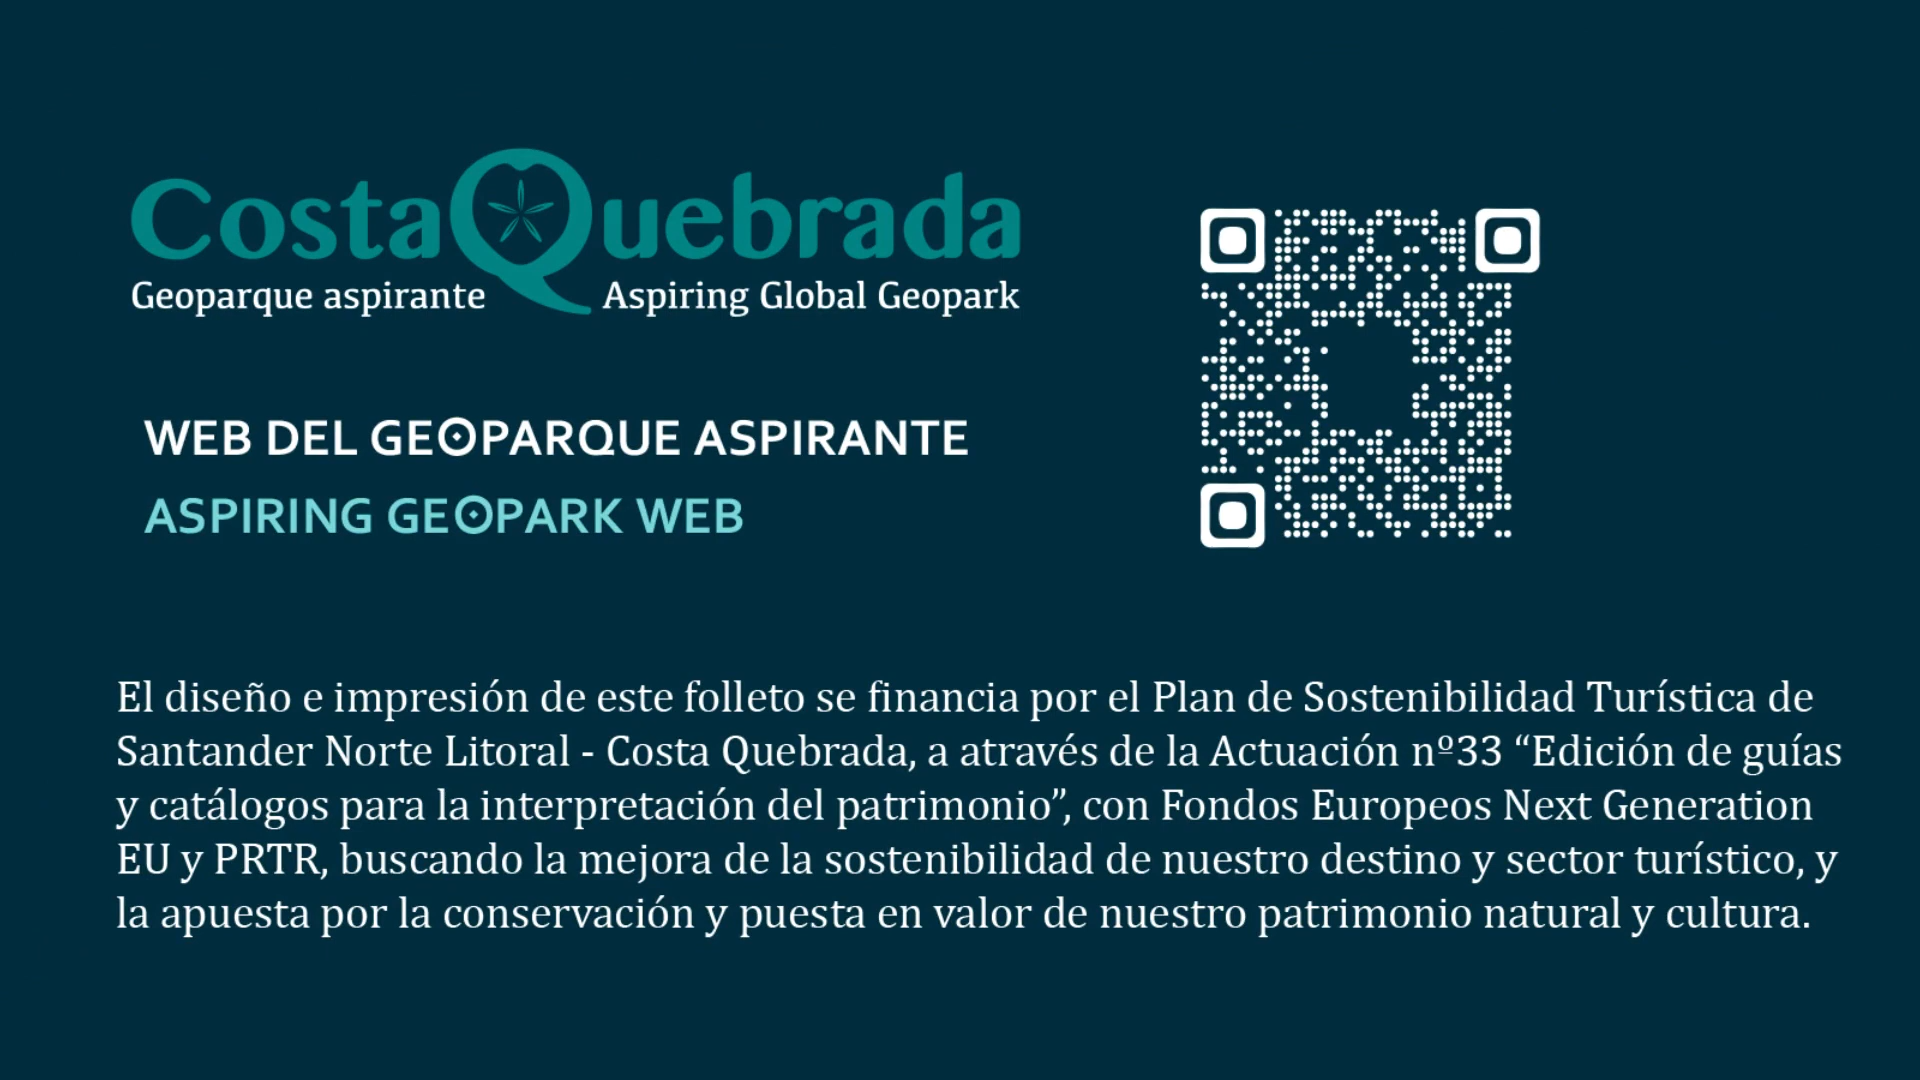 CostaQuebrada
Geoparque aspirante
Aspiring Global Geopark
WEB DEL GEOPARQUE ASPIRANTE
ASPIRING GEOPARK WEB
El diseño e impresión de este folleto se financia por el Plan de Sostenibilidad Turística de
Santander Norte Litoral - Costa Quebrada, a através de la Actuación nº33 “Edición de guías
y catálogos para la interpretación del patrimonio”, con Fondos Europeos Next Generation
EU y PRTR, buscando la mejora de la sostenibilidad de nuestro destino y sector turístico, y
la apuesta por la conservación y puesta en valor de nuestro patrimonio natural y cultura.